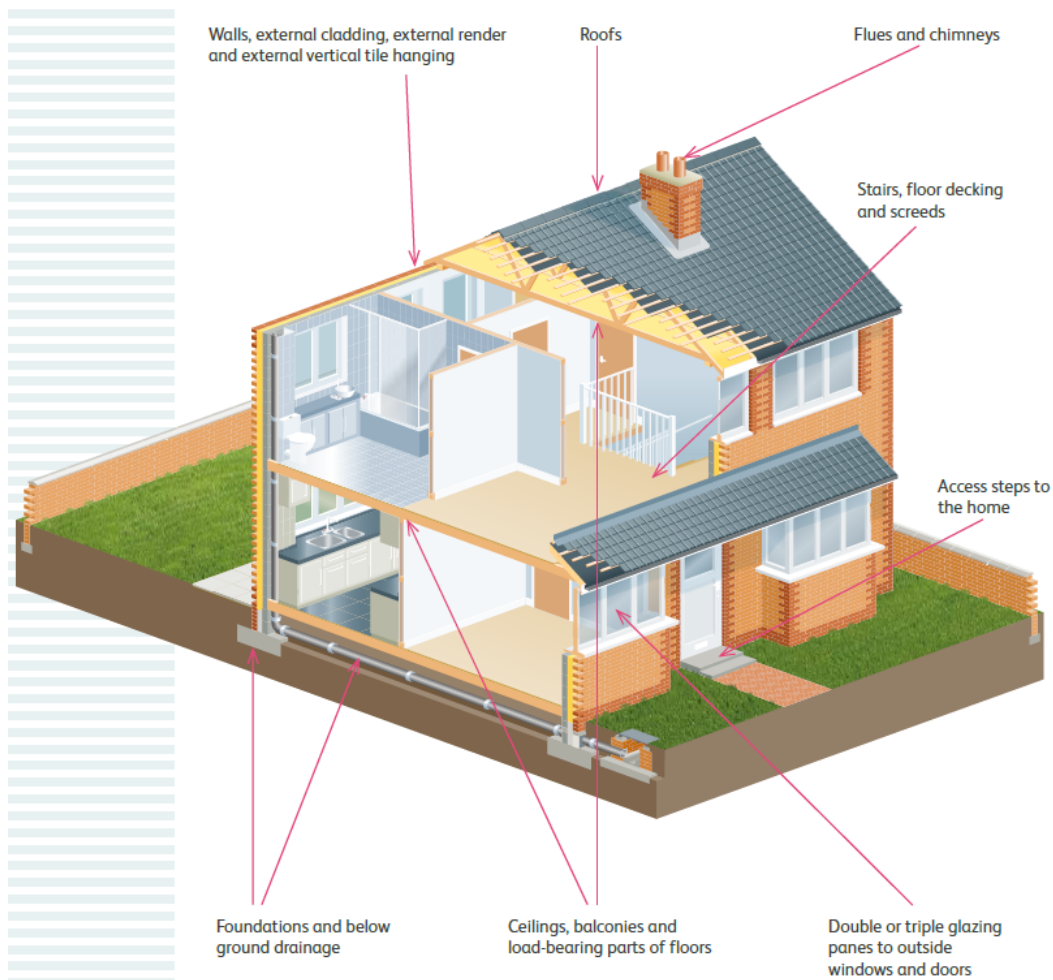 Walls, external cladding, external render
and external vertical tile hanging
Roofs
Flues and chimneys
Stairs, floor decking
and screeds
Access steps to
the home
Foundations and below
ground drainage
Ceilings, balconies and
load-bearing parts of floors
Double or triple glazing
panes to outside
windows and doors